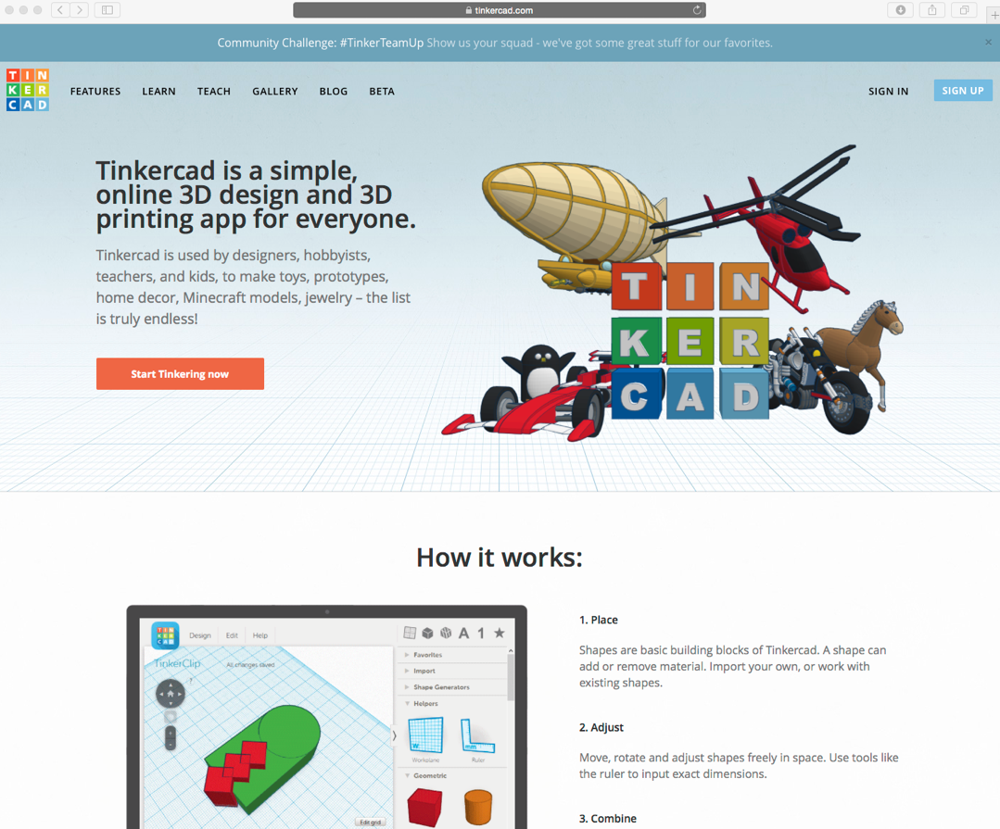 tinkercad.com
Community Challenge: #TinkerTeamUp Show us your squad - we've got some great stuff for our favorites.
TIN
KER
CAD
FEATURES LEARN TEACH GALLERY BLOG BETA
SIGN IN SIGN UP
Tinkercad is a simple,
online 3D design and 3D
printing app for everyone.
Tinkercad is used by designers, hobbyists,
teachers, and kids, to make toys, prototypes,
home decor, Minecraft models, jewelry – the list
is truly endless!
Start Tinkering now
TIN
KER
CAD
How it works:
TIN
KER
CAD
Design Edit Help
A 1
TinkerClip All changes saved
?
Favorites
Import
Shape Generators
Helpers
W
mm
Workplane Ruler
Geometric
Edit grid
1. Place
Shapes are basic building blocks of Tinkercad. A shape can
add or remove material. Import your own, or work with
existing shapes.
2. Adjust
Move, rotate and adjust shapes freely in space. Use tools like
the ruler to input exact dimensions.
3. Combine